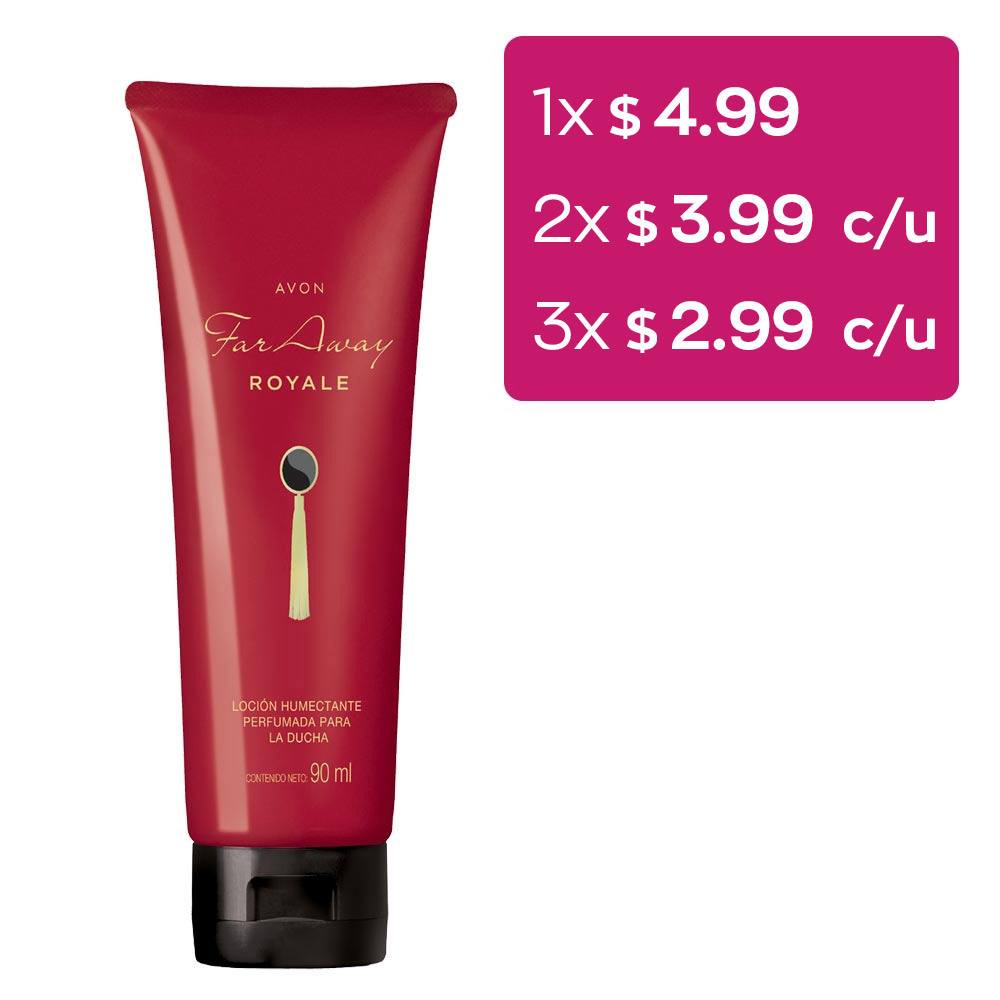 AVON
Far Away
ROYALE
LOCIÓN HUMECTANTE
PERFUMADA PARA
LA DUCHA
CONTENIDO NETO: 90 ml
1x $ 4.99
2x $ 3.99 c/u
3x $ 2.99 c/u